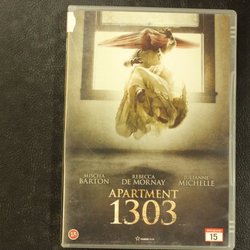 MISCHA REBECCA JULIANNE
BARTON DE MORNAY MICHELLE
APARTMENT
1303
15